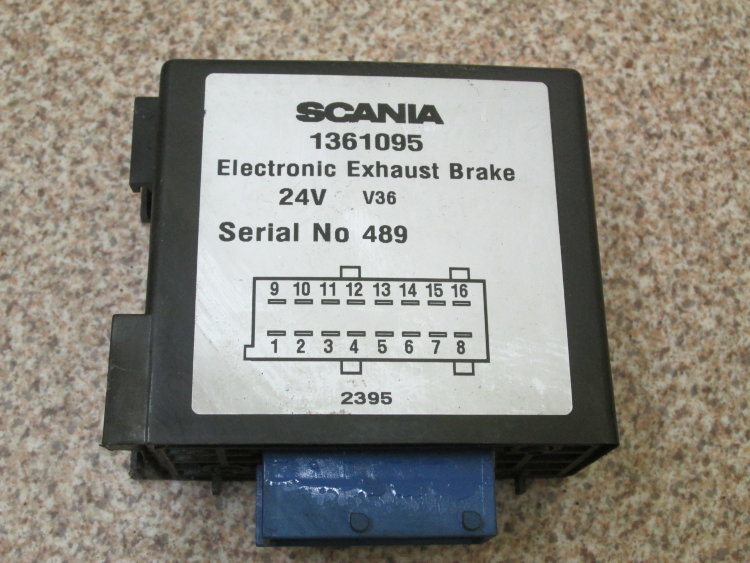 SCANIA
1361095
Electronic Exhaust Brake
24V V36
Serial No 489
9 10 11 12 13 14 15 16
1 2 3 4 5 6 7 8
2395